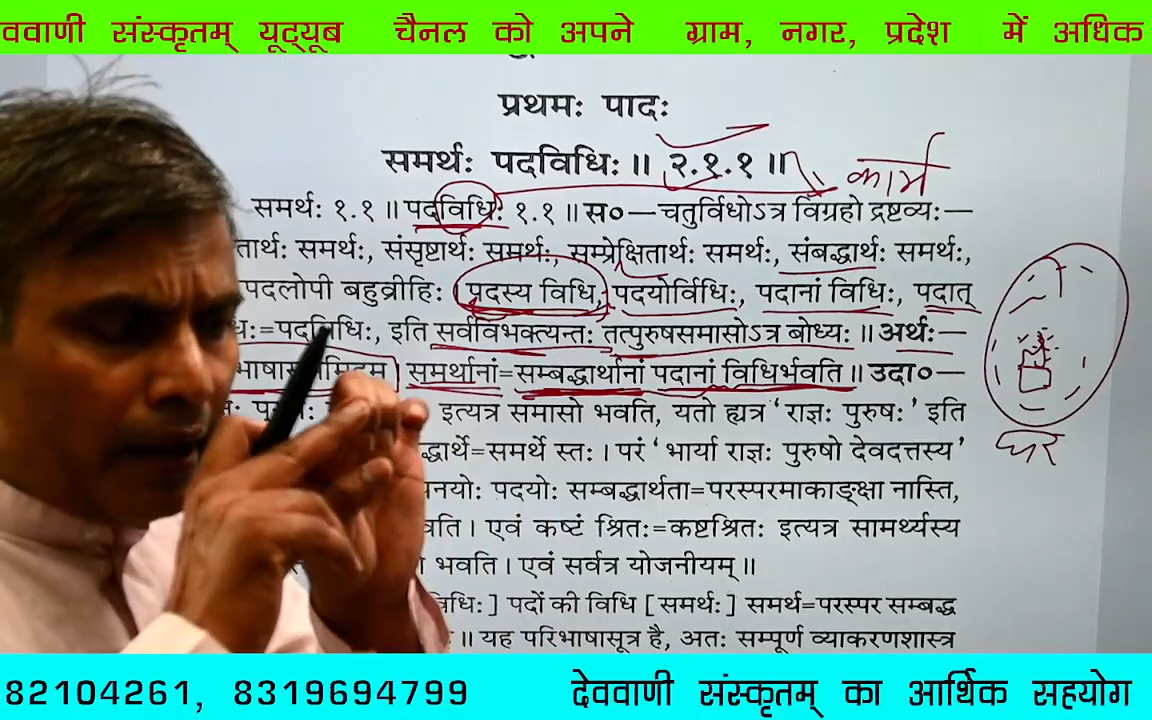 ववाणी संस्कृतम् यूट्यूब चैनल को अपने ग्राम, नगर, प्रदेश में अधिक
प्रथमः पादः
समर्थः पदविधिः॥ २.१.१ ॥
कार्य
समर्थः १.१ ॥ पदविधिः १.१ ॥ स०—चतुर्विधोऽत्र विग्रहो द्रष्टव्यः—
तार्थः समर्थः, संसृष्टार्थः समर्थः, सम्प्रेक्षितार्थः समर्थः, संबद्धार्थः समर्थः,
पदलोपी बहुव्रीहिः पदस्य विधि, पदयोर्विधिः, पदानां विधिः, पदात्
धिः=पदविधिः, इति सर्वविभक्त्यन्तः तत्पुरुषसमासोऽत्र बोध्यः ॥ अर्थः—
समर्थानां=सम्बद्धार्थानां पदानां विधिर्भवति॥ उदा०—
इत्यत्र समासो भवति, यतो ह्यत्र ‘राज्ञः पुरुषः’ इति
द्धार्थे=समर्थे स्तः। परं ‘भार्या राज्ञः पुरुषो देवदत्तस्य’
घर
नयोः पदयोः सम्बद्धार्थता=परस्परमाकाङ्क्षा नास्ति,
वति। एवं कष्टं श्रितः=कष्टश्रितः इत्यत्र सामर्थ्यस्य
भवति। एवं सर्वत्र योजनीयम्॥
विधिः] पदों की विधि [समर्थः] समर्थ=परस्पर सम्बद्ध
॥ यह परिभाषासूत्र है, अतः सम्पूर्ण व्याकरणशास्त्र
82104261, 8319694799 देववाणी संस्कृतम् का आर्थिक सहयोग